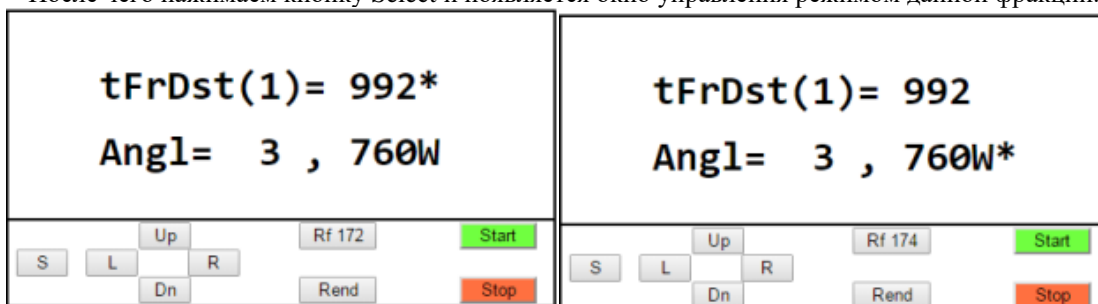 После чего нажимаем кнопку Select и появляется окно управления режимом данной фракции.
tFrDst(1)= 992*
Angl= 3 , 760W
Up Rf 172 Start
S L R
Dn Rend Stop
tFrDst(1)= 992
Angl= 3 , 760W*
Up Rf 174 Start
S L R
Dn Rend Stop